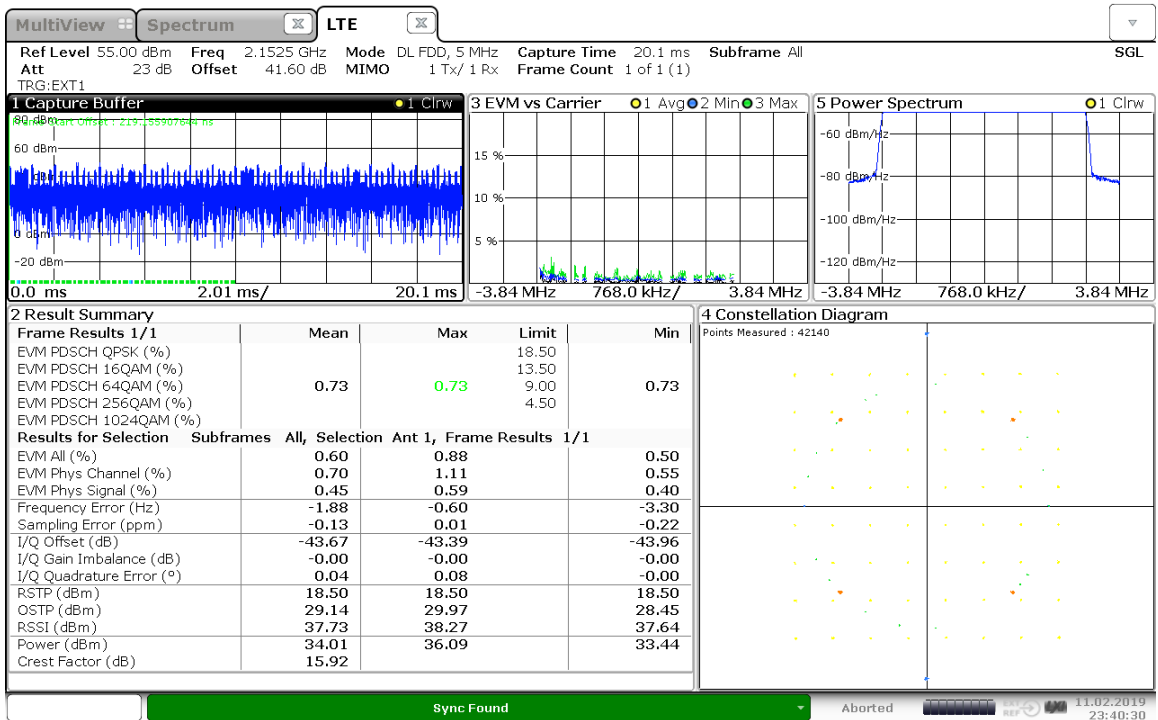 MultiView Spectrum LTE
Ref Level 55.00 dBm Freq 2.1525 GHz Mode DL FDD, 5 MHz Capture Time 20.1 ms Subframe All SGL
Att 23 dB Offset 41.60 dB MIMO 1 Tx/ 1 Rx Frame Count 1 of 1 (1)
TRG:EXT1
1 Capture Buffer 1 Clrw
80 dBm
Frame Start Offset : 219.155907644 ns
60 dBm
0 dBm
-20 dBm
0.0 ms 2.01 ms/ 20.1 ms
3 EVM vs Carrier 1 Avg 2 Min 3 Max
15 %
10 %
5 %
-3.84 MHz 768.0 kHz/ 3.84 MHz
5 Power Spectrum 1 Clrw
-60 dBm/Hz
-80 dBm/Hz
-100 dBm/Hz
-120 dBm/Hz
-3.84 MHz 768.0 kHz/ 3.84 MHz
2 Result Summary
Frame Results 1/1 Mean Max Limit Min
EVM PDSCH QPSK (%) 18.50
EVM PDSCH 16QAM (%) 13.50
EVM PDSCH 64QAM (%) 0.73 0.73 9.00 0.73
EVM PDSCH 256QAM (%) 4.50
EVM PDSCH 1024QAM (%)
Results for Selection Subframes All, Selection Ant 1, Frame Results 1/1
EVM All (%) 0.60 0.88 0.50
EVM Phys Channel (%) 0.70 1.11 0.55
EVM Phys Signal (%) 0.45 0.59 0.40
Frequency Error (Hz) -1.88 -0.60 -3.30
Sampling Error (ppm) -0.13 0.01 -0.22
I/Q Offset (dB) -43.67 -43.39 -43.96
I/Q Gain Imbalance (dB) -0.00 -0.00 -0.00
I/Q Quadrature Error (º) 0.04 0.08 -0.00
RSTP (dBm) 18.50 18.50 18.50
OSTP (dBm) 29.14 29.97 28.45
RSSI (dBm) 37.73 38.27 37.64
Power (dBm) 34.01 36.09 33.44
Crest Factor (dB) 15.92
4 Constellation Diagram
Points Measured : 42140
Sync Found
Aborted
EXT
REF
11.02.2019
23:40:30